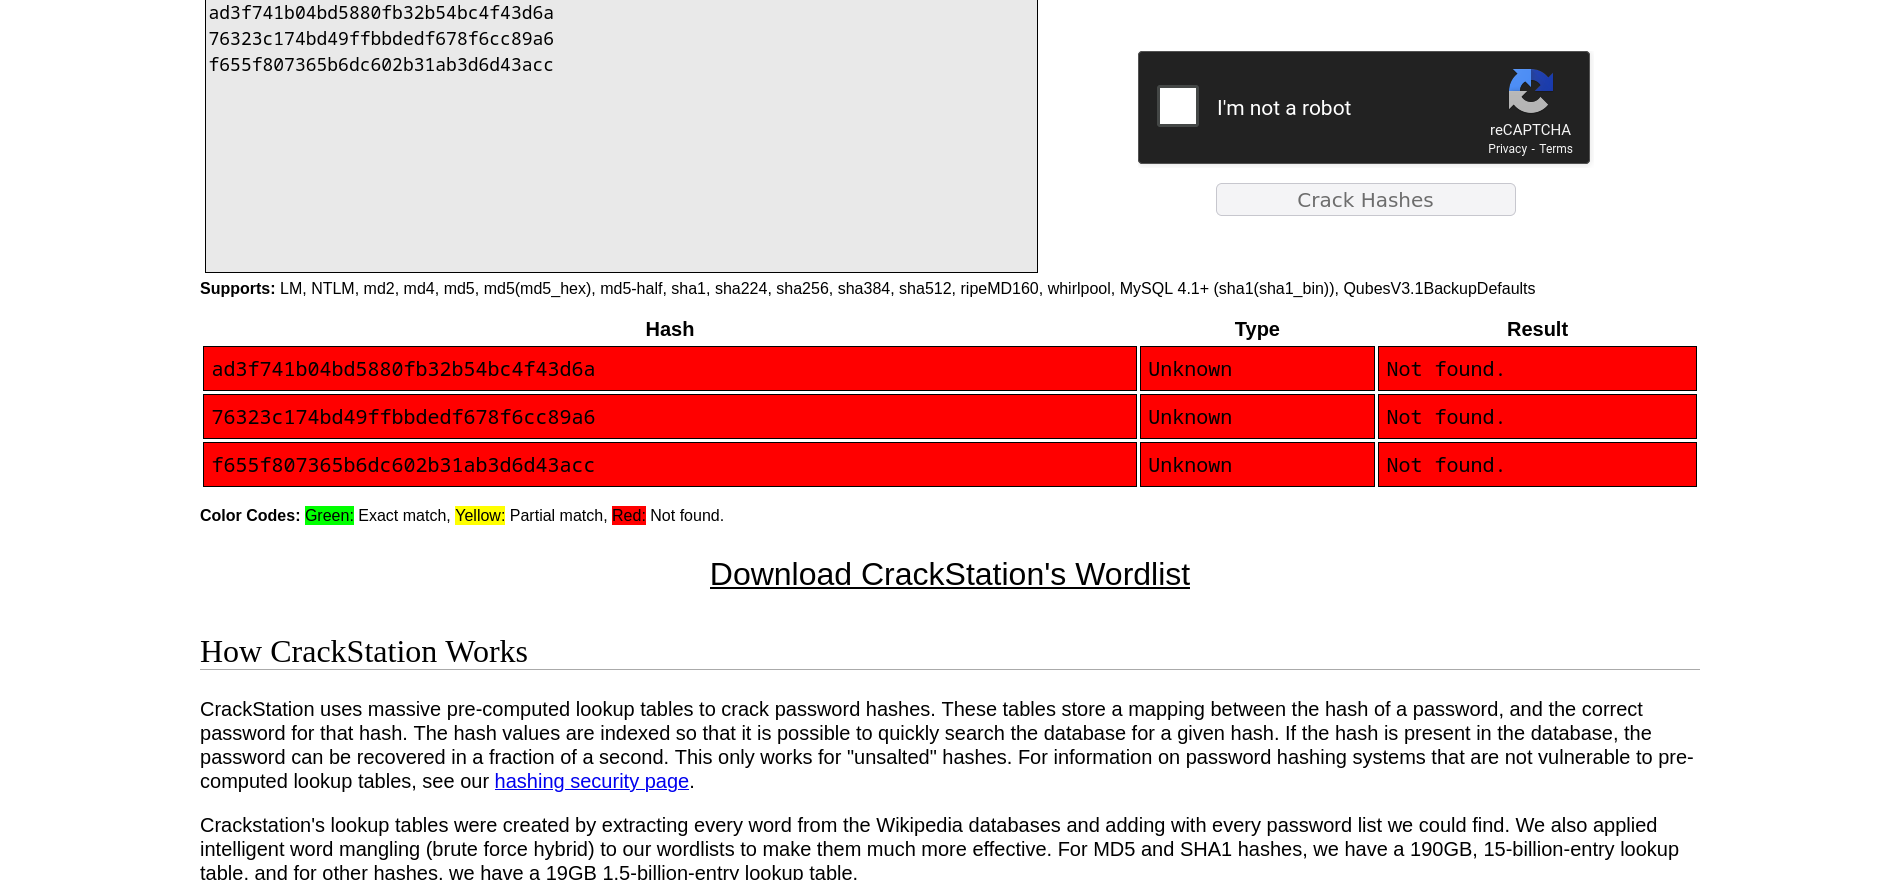 ad3f741b04bd5880fb32b54bc4f43d6a
76323c174bd49ffbbdedf678f6cc89a6
f655f807365b6dc602b31ab3d6d43acc
I'm not a robot
reCAPTCHA
Privacy - Terms
Crack Hashes
Supports: LM, NTLM, md2, md4, md5, md5(md5_hex), md5-half, sha1, sha224, sha256, sha384, sha512, ripeMD160, whirlpool, MySQL 4.1+ (sha1(sha1_bin)), QubesV3.1BackupDefaults
Hash Type Result
ad3f741b04bd5880fb32b54bc4f43d6a Unknown Not found.
76323c174bd49ffbbdedf678f6cc89a6 Unknown Not found.
f655f807365b6dc602b31ab3d6d43acc Unknown Not found.
Color Codes: Green: Exact match, Yellow: Partial match, Red: Not found.
Download CrackStation's Wordlist
How CrackStation Works
CrackStation uses massive pre-computed lookup tables to crack password hashes. These tables store a mapping between the hash of a password, and the correct
password for that hash. The hash values are indexed so that it is possible to quickly search the database for a given hash. If the hash is present in the database, the
password can be recovered in a fraction of a second. This only works for "unsalted" hashes. For information on password hashing systems that are not vulnerable to pre-
computed lookup tables, see our hashing security page.
Crackstation's lookup tables were created by extracting every word from the Wikipedia databases and adding with every password list we could find. We also applied
intelligent word mangling (brute force hybrid) to our wordlists to make them much more effective. For MD5 and SHA1 hashes, we have a 190GB, 15-billion-entry lookup
table, and for other hashes, we have a 19GB 1.5-billion-entry lookup table.